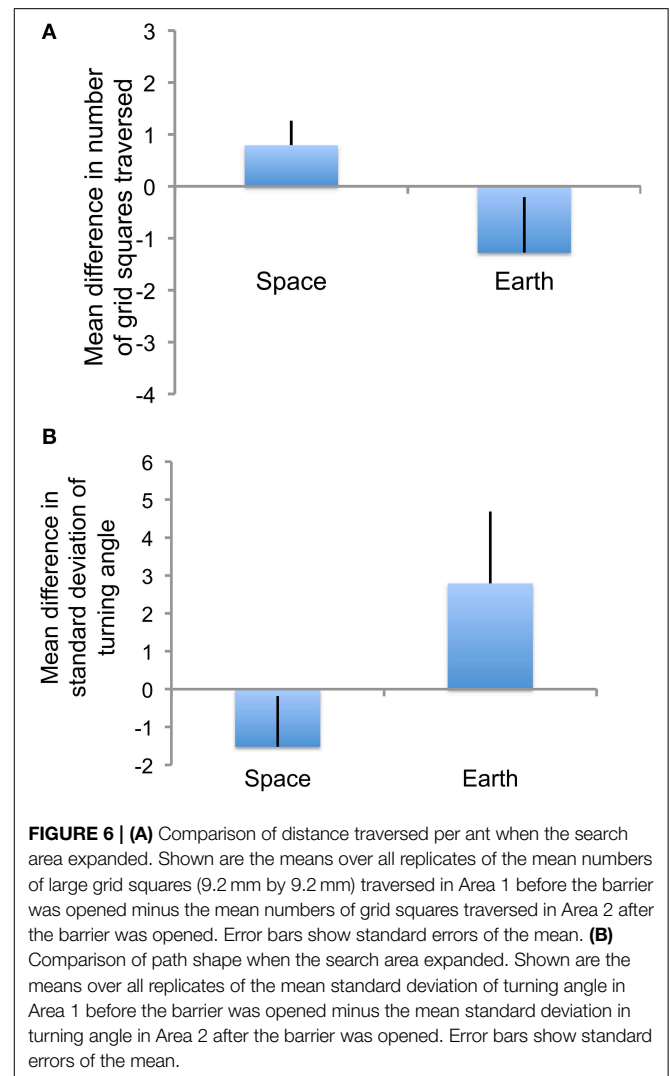 A
3
2
1
0
-1
-2
-3
-4
Mean difference in number
of grid squares traversed
Space
Earth
B
6
5
4
3
2
1
0
-1
-2
Mean difference in
standard deviation of
turning angle
Space
Earth
FIGURE 6 | (A) Comparison of distance traversed per ant when the search
area expanded. Shown are the means over all replicates of the mean numbers
of large grid squares (9.2 mm by 9.2 mm) traversed in Area 1 before the barrier
was opened minus the mean numbers of grid squares traversed in Area 2 after
the barrier was opened. Error bars show standard errors of the mean. (B)
Comparison of path shape when the search area expanded. Shown are the
means over all replicates of the mean standard deviation of turning angle in
Area 1 before the barrier was opened minus the mean standard deviation in
turning angle in Area 2 after the barrier was opened. Error bars show standard
errors of the mean.